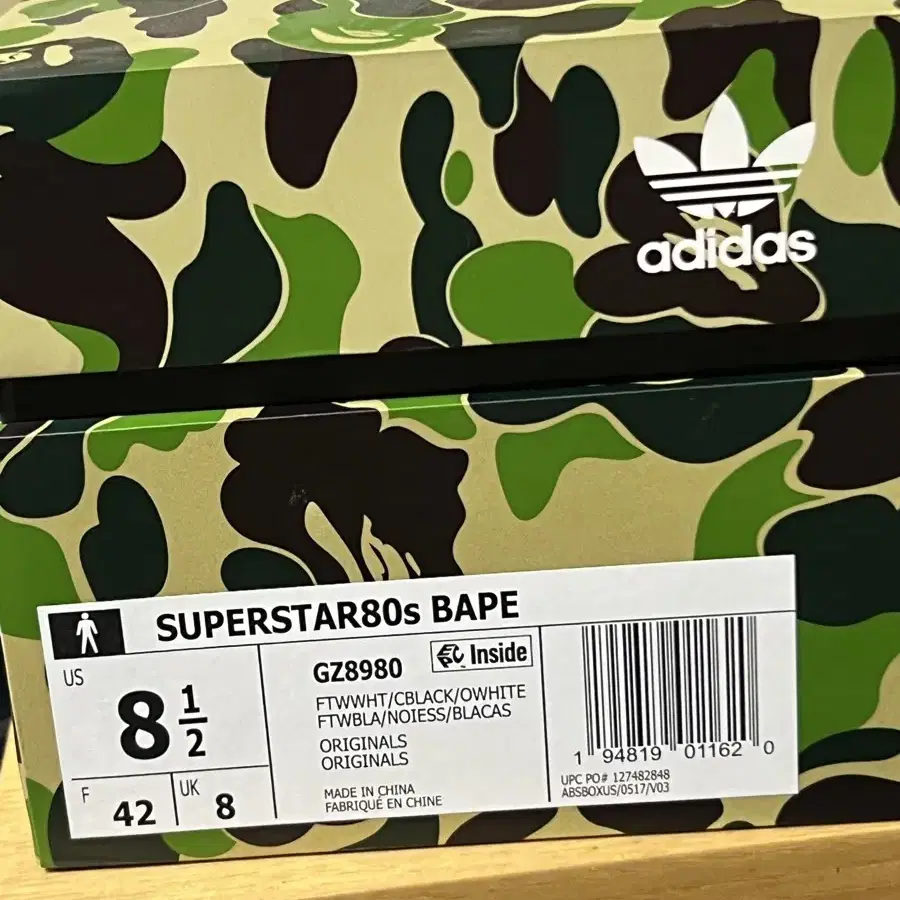 adidas
SUPERSTAR80s BAPE
US
8 1/2
F
42
UK
8
GZ8980
Inside
FTWWHT/CBLACK/OWHITE
FTWBLA/NOIESS/BLACAS
ORIGINALS
ORIGINALS
MADE IN CHINA
FABRIQUÉ EN CHINE
1 94819 01162 0
UPC PO# 127482848
ABSBOXUS/0517/V03